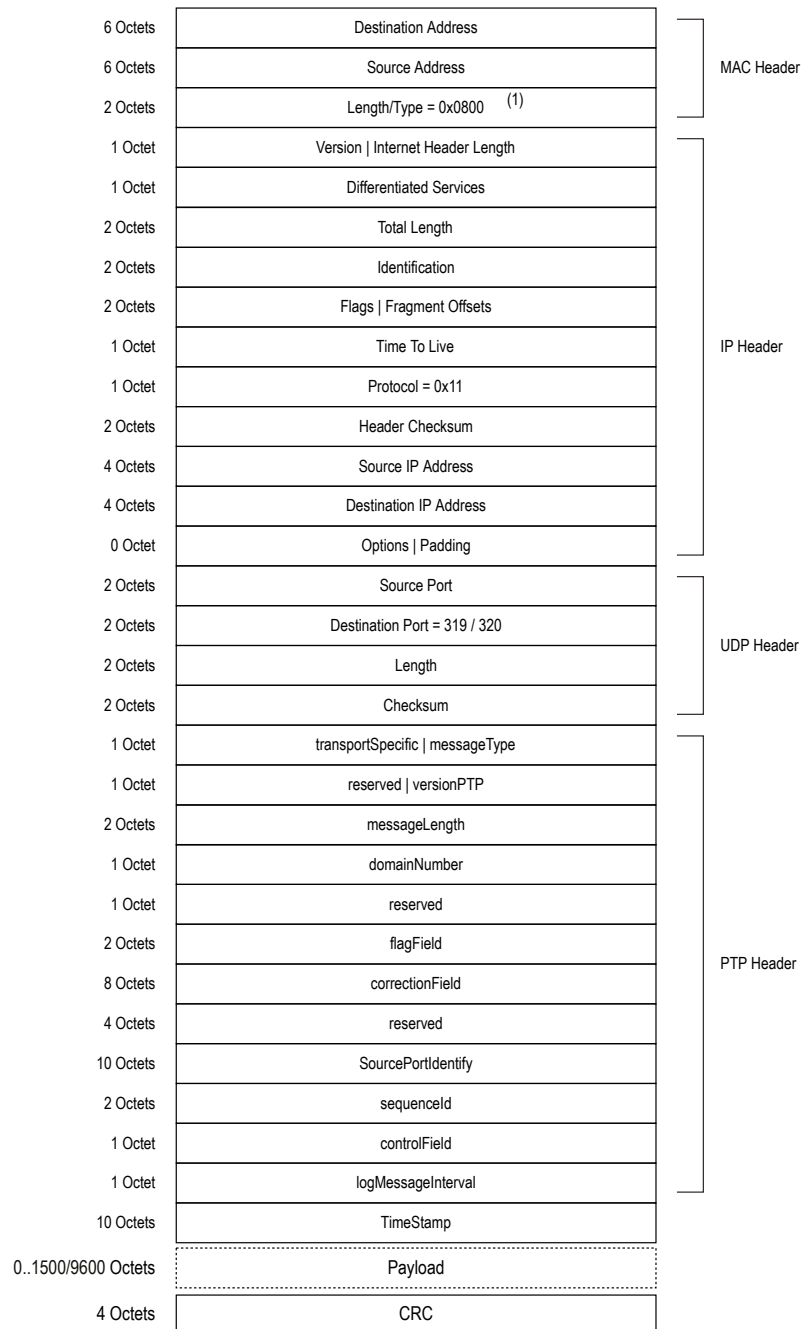 6 Octets Destination Address
6 Octets Source Address MAC Header
2 Octets Length/Type = 0x0800 (1)
1 Octet Version | Internet Header Length
1 Octet Differentiated Services
2 Octets Total Length
2 Octets Identification
2 Octets Flags | Fragment Offsets
1 Octet Time To Live IP Header
1 Octet Protocol = 0x11
2 Octets Header Checksum
4 Octets Source IP Address
4 Octets Destination IP Address
0 Octet Options | Padding
2 Octets Source Port
2 Octets Destination Port = 319 / 320
UDP Header
2 Octets Length
2 Octets Checksum
1 Octet transportSpecific | messageType
1 Octet reserved | versionPTP
2 Octets messageLength
1 Octet domainNumber
1 Octet reserved
2 Octets flagField
PTP Header
8 Octets correctionField
4 Octets reserved
10 Octets SourcePortIdentify
2 Octets sequenceId
1 Octet controlField
1 Octet logMessageInterval
10 Octets TimeStamp
0..1500/9600 Octets Payload
4 Octets CRC